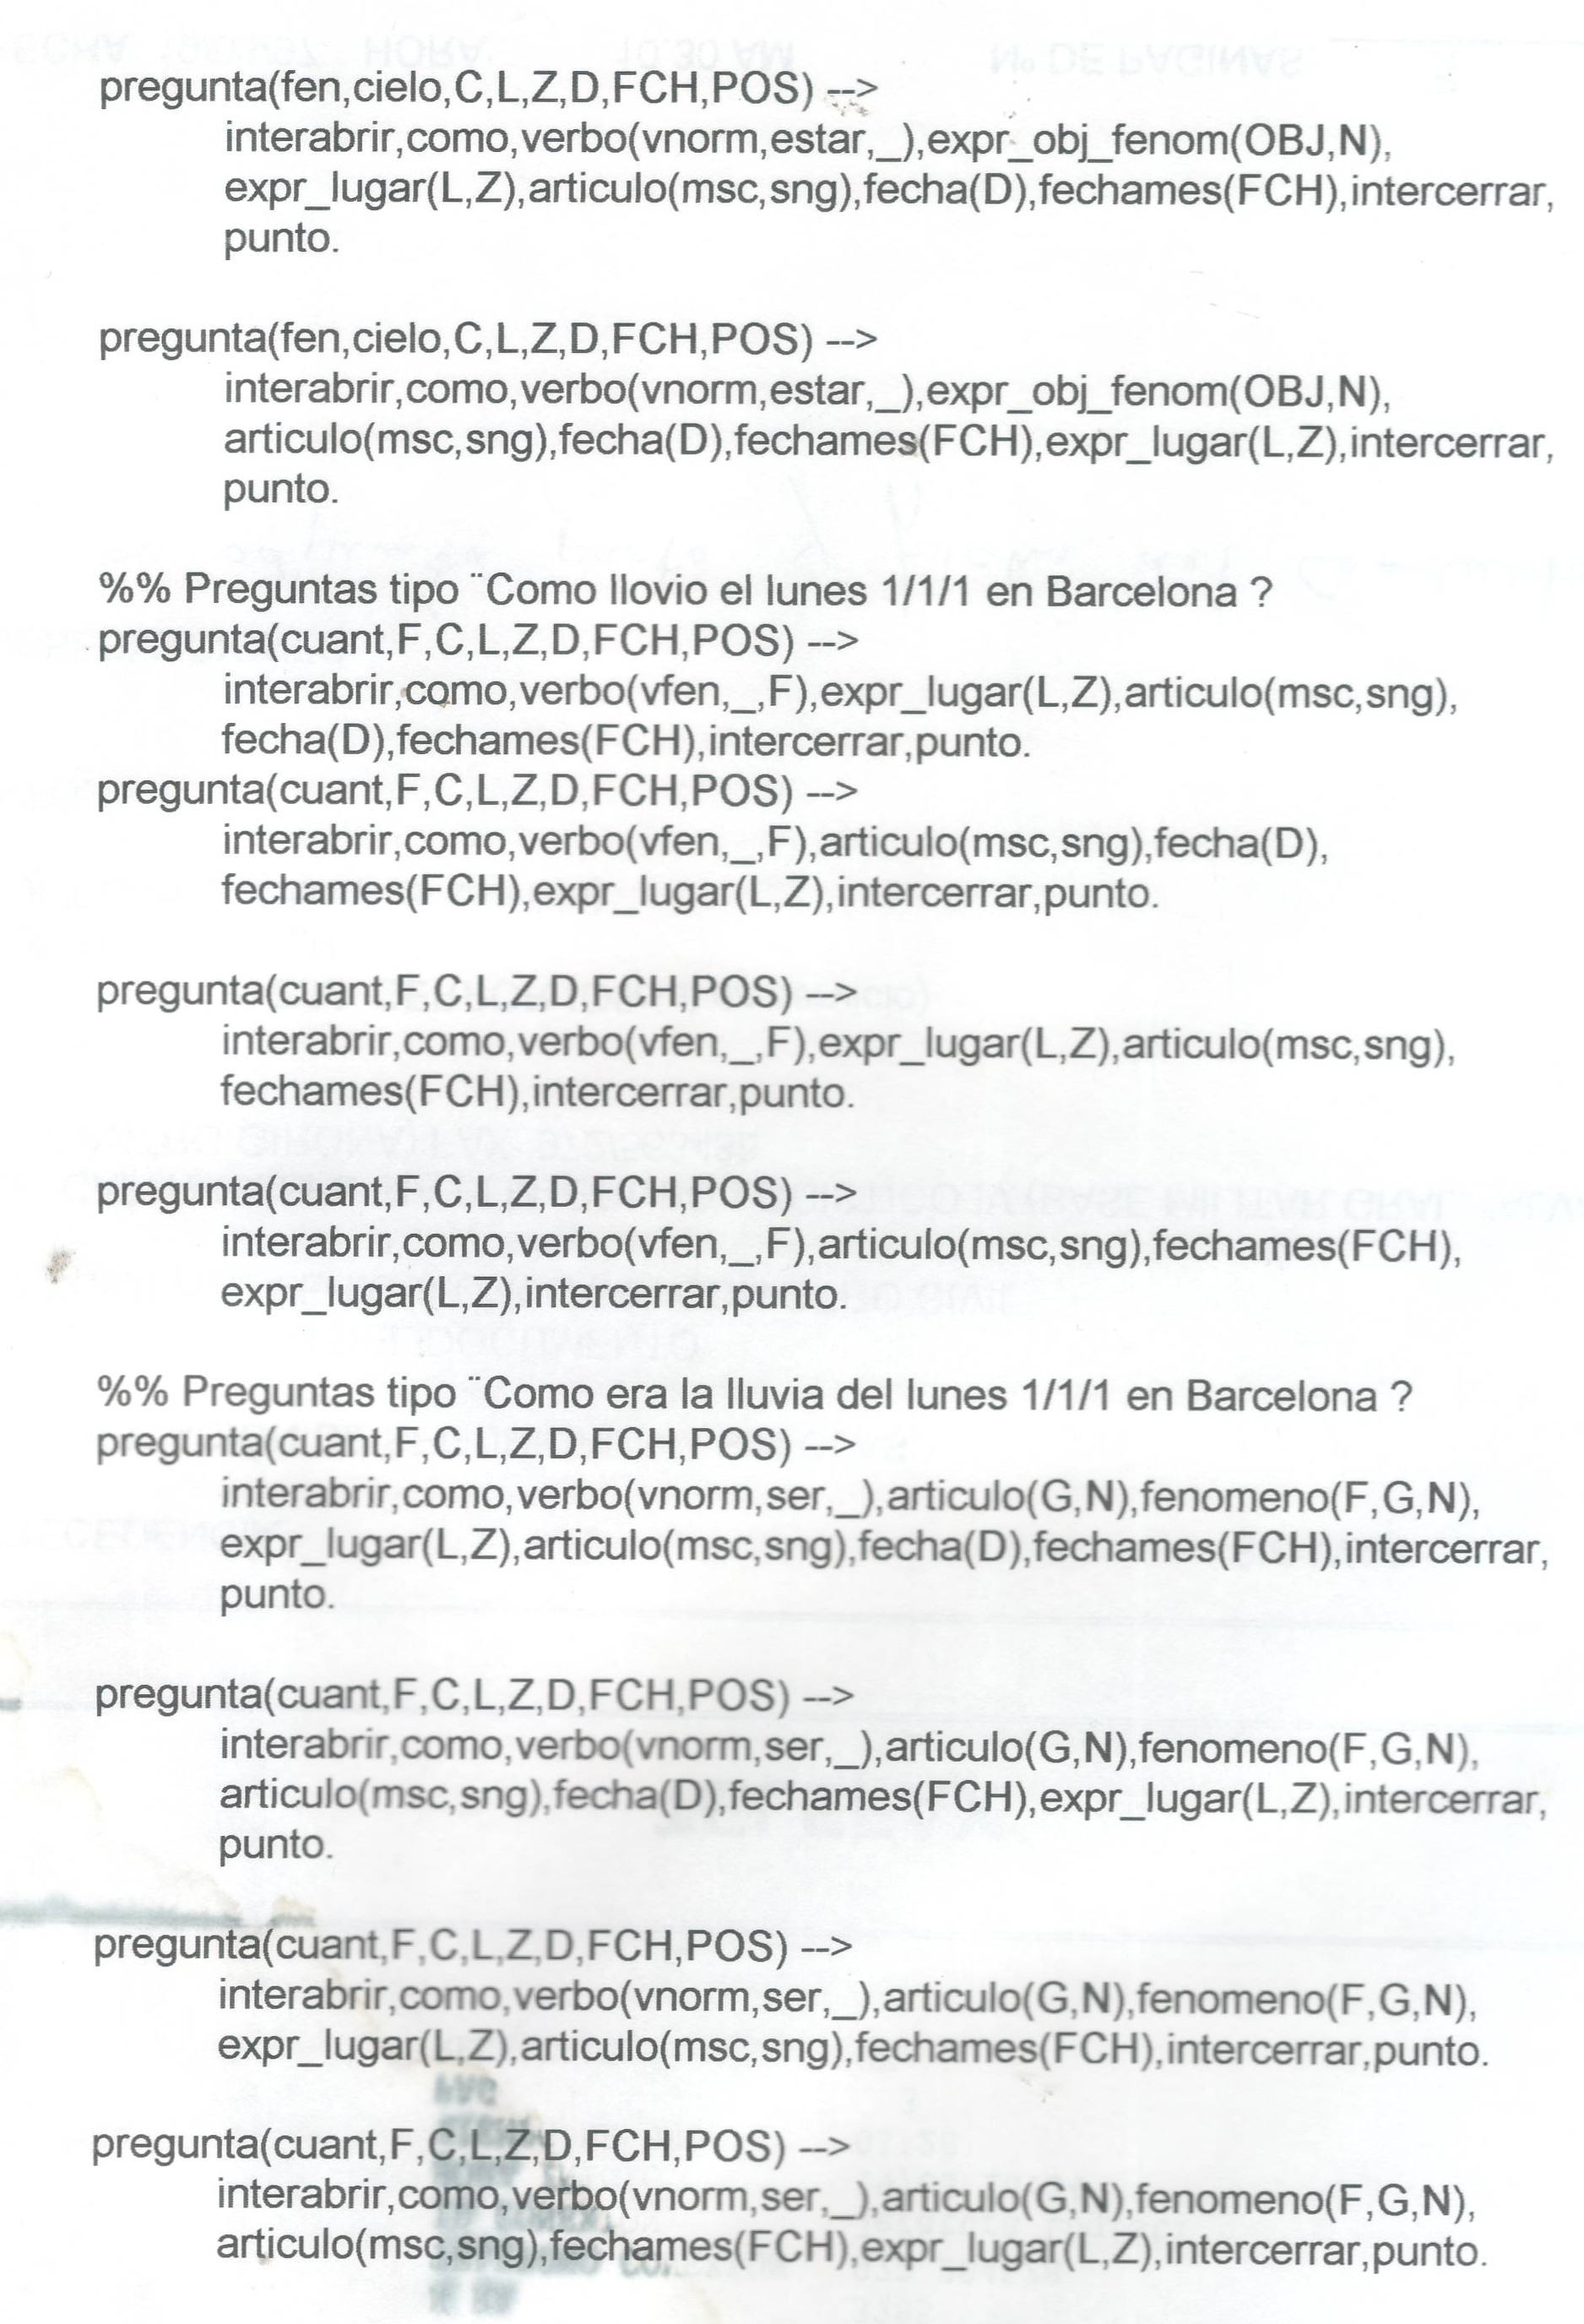 pregunta(fen,cielo,C,L,Z,D,FCH,POS) -->
interabrir,como,verbo(vnorm,estar,_),expr_obj_fenom(OBJ,N),
expr_lugar(L,Z),articulo(msc,sng),fecha(D),fechames(FCH),intercerrar,
punto.
pregunta(fen,cielo,C,L,Z,D,FCH,POS) -->
interabrir,como,verbo(vnorm,estar,_),expr_obj_fenom(OBJ,N),
articulo(msc,sng),fecha(D),fechames(FCH),expr_lugar(L,Z),intercerrar,
punto.
%% Preguntas tipo ¨Como llovio el lunes 1/1/1 en Barcelona ?
pregunta(cuant,F,C,L,Z,D,FCH,POS) -->
interabrir,como,verbo(vfen,_,F),expr_lugar(L,Z),articulo(msc,sng),
fecha(D),fechames(FCH),intercerrar,punto.
pregunta(cuant,F,C,L,Z,D,FCH,POS) -->
interabrir,como,verbo(vfen,_,F),articulo(msc,sng),fecha(D),
fechames(FCH),expr_lugar(L,Z),intercerrar,punto.
pregunta(cuant,F,C,L,Z,D,FCH,POS) -->
interabrir,como,verbo(vfen,_,F),expr_lugar(L,Z),articulo(msc,sng),
fechames(FCH),intercerrar,punto.
pregunta(cuant,F,C,L,Z,D,FCH,POS) -->
interabrir,como,verbo(vfen,_,F),articulo(msc,sng),fechames(FCH),
expr_lugar(L,Z),intercerrar,punto.
%% Preguntas tipo ¨Como era la lluvia del lunes 1/1/1 en Barcelona ?
pregunta(cuant,F,C,L,Z,D,FCH,POS) -->
interabrir,como,verbo(vnorm,ser,_),articulo(G,N),fenomeno(F,G,N),
expr_lugar(L,Z),articulo(msc,sng),fecha(D),fechames(FCH),intercerrar,
punto.
pregunta(cuant,F,C,L,Z,D,FCH,POS) -->
interabrir,como,verbo(vnorm,ser,_),articulo(G,N),fenomeno(F,G,N),
articulo(msc,sng),fecha(D),fechames(FCH),expr_lugar(L,Z),intercerrar,
punto.
pregunta(cuant,F,C,L,Z,D,FCH,POS) -->
interabrir,como,verbo(vnorm,ser,_),articulo(G,N),fenomeno(F,G,N),
expr_lugar(L,Z),articulo(msc,sng),fechames(FCH),intercerrar,punto.
pregunta(cuant,F,C,L,Z,D,FCH,POS) -->
interabrir,como,verbo(vnorm,ser,_),articulo(G,N),fenomeno(F,G,N),
articulo(msc,sng),fechames(FCH),expr_lugar(L,Z),intercerrar,punto.